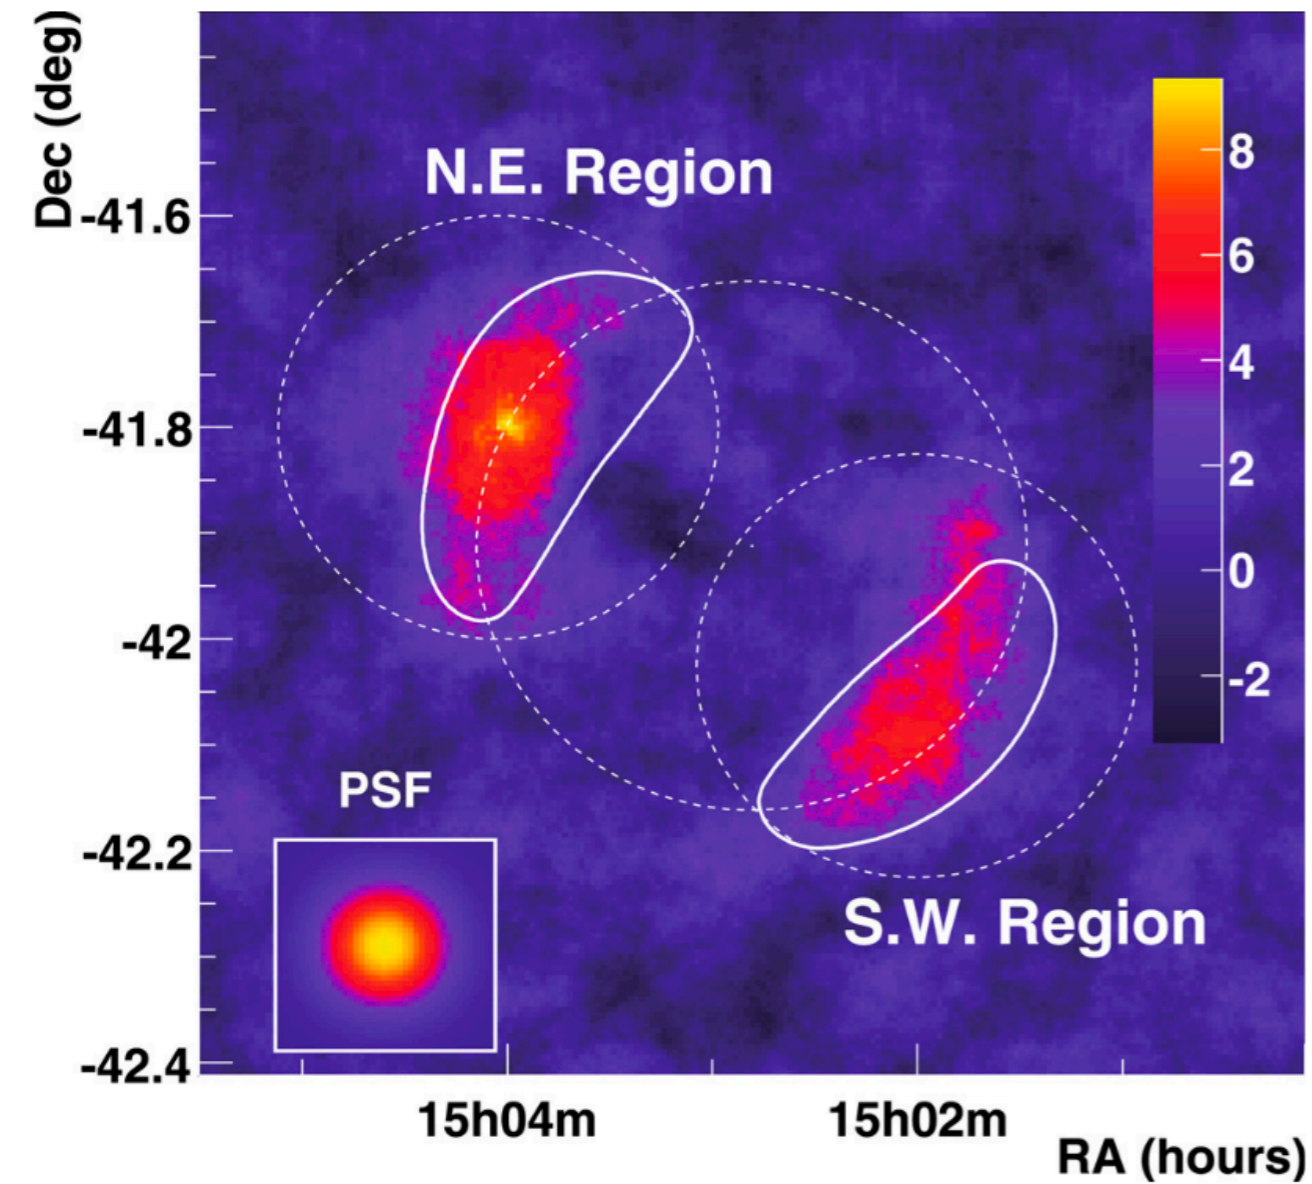 Dec (deg)
N.E. Region
8
-41.6
6
4
-41.8
2
0
-42
-2
PSF
-42.2
S.W. Region
-42.4
15h04m
15h02m
RA (hours)